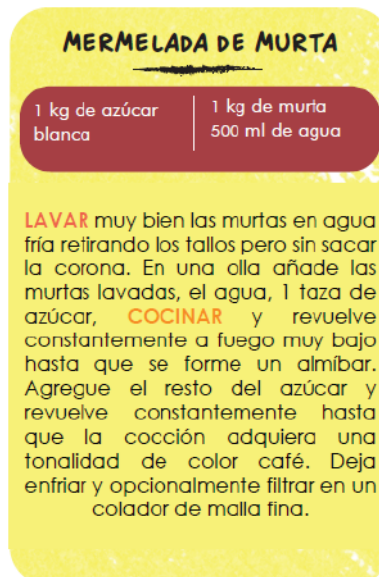 MERMELADA DE MURTA
1 kg de azúcar
blanca
1 kg de murta
500 ml de agua
LAVAR muy bien las murtas en agua
fría retirando los tallos pero sin sacar
la corona. En una olla añade las
murtas lavadas, el agua, 1 taza de
azúcar, COCINAR y revuelve
constantemente a fuego muy bajo
hasta que se forme un almíbar.
Agregue el resto del azúcar y
revuelve constantemente hasta
que la cocción adquiera una
tonalidad de color café. Deja
enfriar y opcionalmente filtrar en un
colador de malla fina.